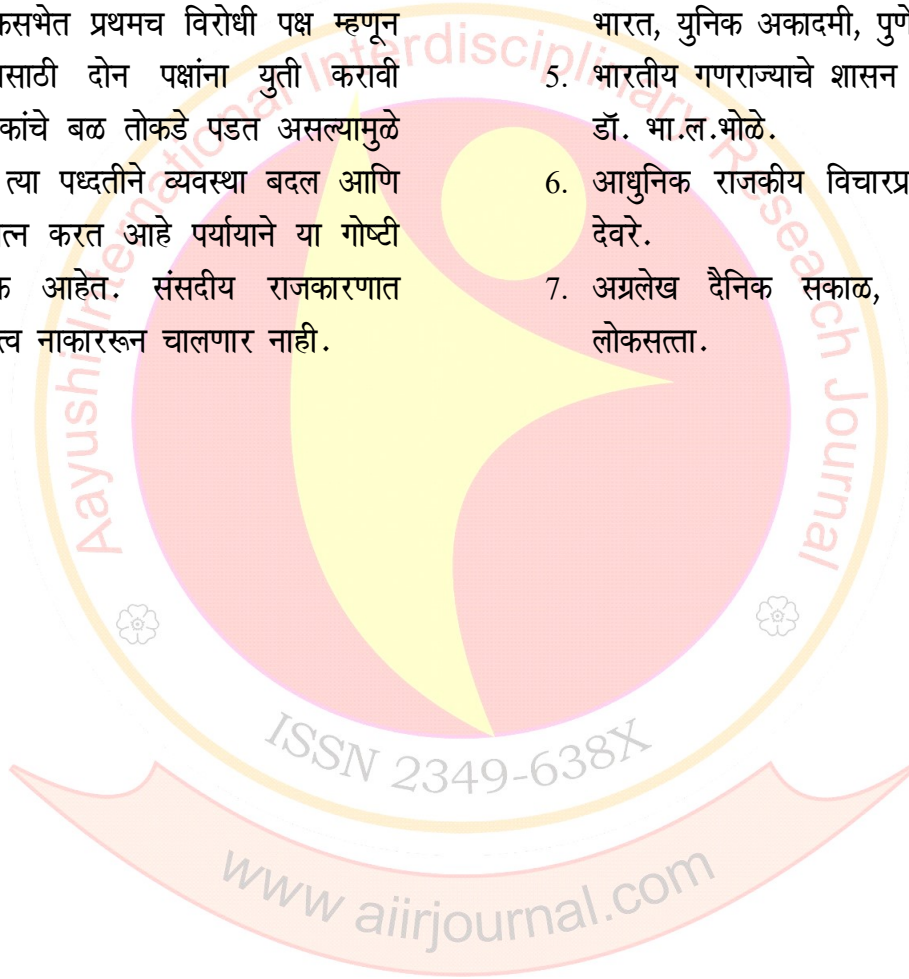 कसभेत प्रथमच विरोधी पक्ष म्हणून
ासाठी दोन पक्षांना युती करावी
कांचे बळ तोकडे पडत असल्यामुळे
त्या पध्दतीने व्यवस्था बदल आणि
त्न करत आहे पर्यायाने या गोष्टी
क आहेत. संसदीय राजकारणात
त्व नाकाररून चालणार नाही.
भारत, युनिक अकादमी, पुणे
5. भारतीय गणराज्याचे शासन
डॉ. भा.ल.भोळे.
6. आधुनिक राजकीय विचारप्र
देवरे.
7. अग्रलेख दैनिक सकाळ,
लोकसत्ता.
Aayushi International Interdisciplinary Research Journal
ISSN 2349-638X
www aiirjournal.com